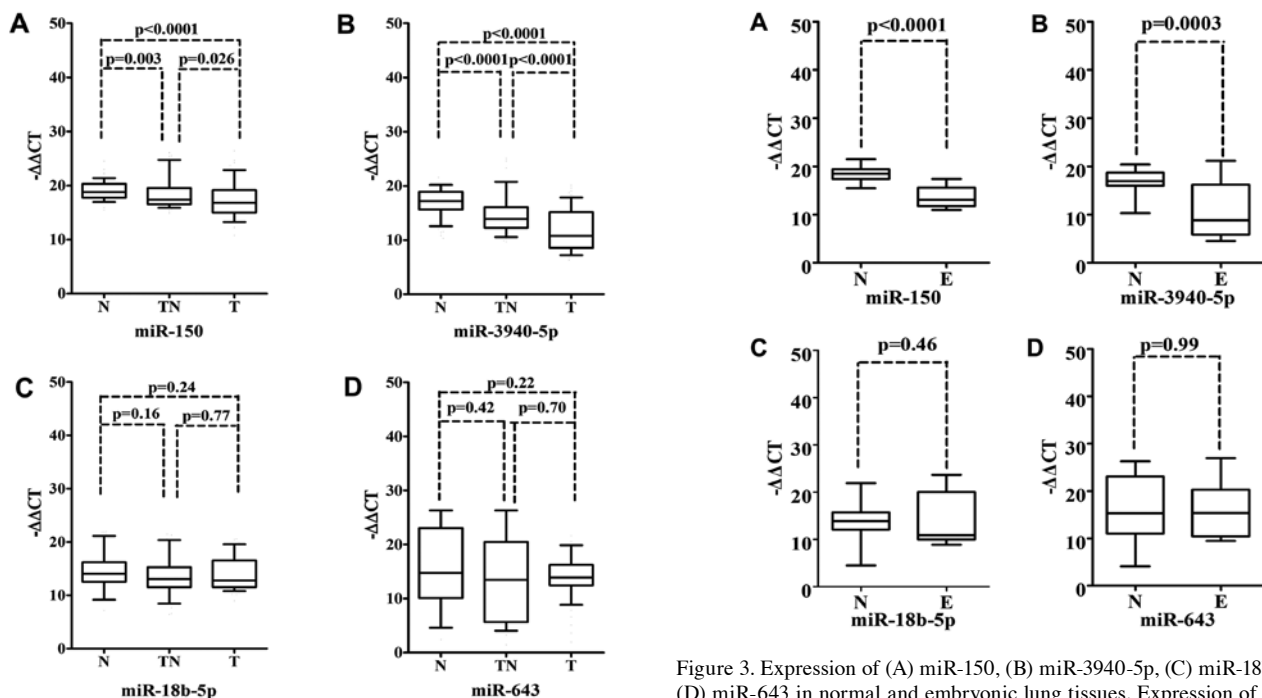 A
50
40
30
20
10
0
-ΔΔCT
p<0.0001
p=0.003
p=0.026
N
TN
T
miR-150
B
50
40
30
20
10
0
-ΔΔCT
p<0.0001
p<0.0001
p<0.0001
N
TN
T
miR-3940-5p
C
50
40
30
20
10
0
-ΔΔCT
p=0.24
p=0.16
p=0.77
N
TN
T
miR-18b-5p
D
50
40
30
20
10
0
-ΔΔCT
p=0.22
p=0.42
p=0.70
N
TN
T
miR-643
A
50
40
30
20
10
0
-ΔΔCT
p<0.0001
N
E
miR-150
B
50
40
30
20
10
0
-ΔΔCT
p=0.0003
N
E
miR-3940-5p
C
50
40
30
20
10
0
-ΔΔCT
p=0.46
N
E
miR-18b-5p
D
50
40
30
20
10
0
-ΔΔCT
p=0.99
N
E
miR-643
Figure 3. Expression of (A) miR-150, (B) miR-3940-5p, (C) miR-18
(D) miR-643 in normal and embryonic lung tissues. Expression of